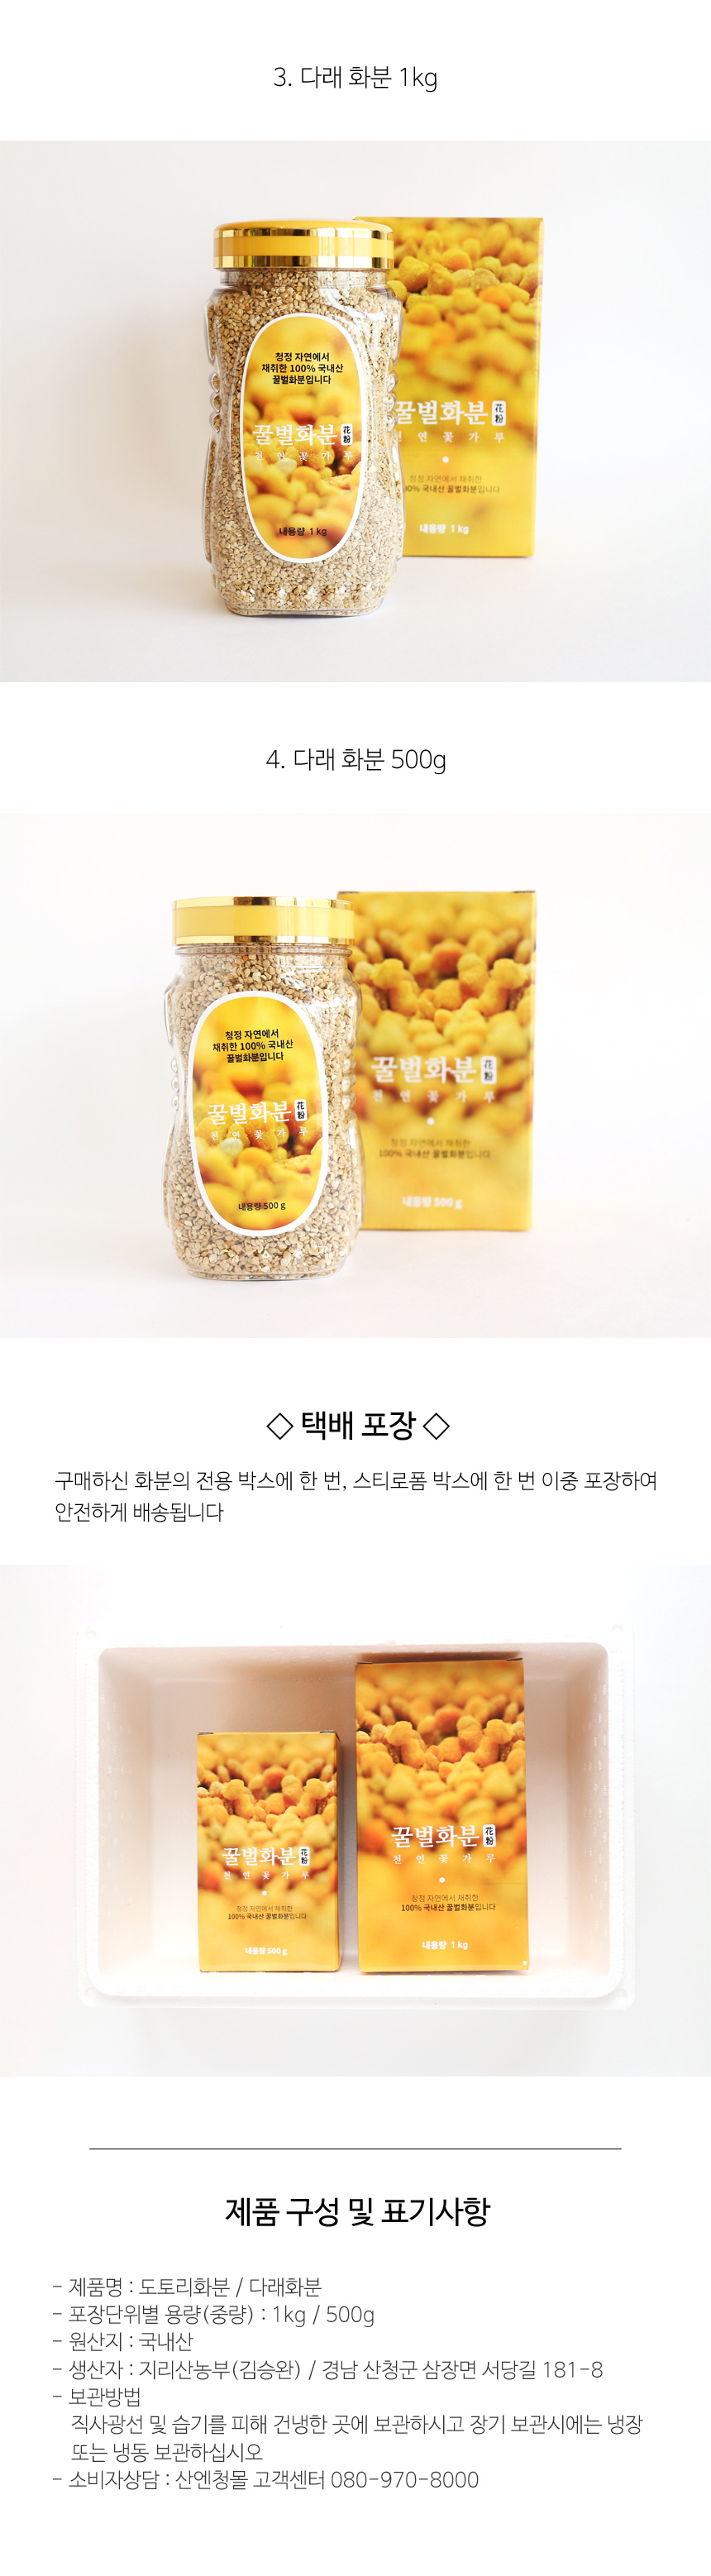 3. 다래 화분 1kg
청정 자연에서
채취한 100% 국내산
꿀벌화분입니다
꿀벌화분 花粉
천연꽃가루
내용량 1 kg
꿀벌화분 花粉
천연꽃가루
청정 자연에서 채취한
100% 국내산 꿀벌화분입니다
내용량 1 kg
4. 다래 화분 500g
청정 자연에서
채취한 100% 국내산
꿀벌화분입니다
꿀벌화분 花粉
천연꽃가루
내용량 500 g
꿀벌화분 花粉
천연꽃가루
청정 자연에서 채취한
100% 국내산 꿀벌화분입니다
내용량 500 g
◇ 택배 포장 ◇
구매하신 화분의 전용 박스에 한 번, 스티로폼 박스에 한 번 이중 포장하여
안전하게 배송됩니다
꿀벌화분 花粉
천연꽃가루
청정 자연에서 채취한
100% 국내산 꿀벌화분입니다
내용량 500 g
꿀벌화분 花粉
천연꽃가루
청정 자연에서 채취한
100% 국내산 꿀벌화분입니다
내용량 1 kg
제품 구성 및 표기사항
- 제품명 : 도토리화분 / 다래화분
- 포장단위별 용량(중량) : 1kg / 500g
- 원산지 : 국내산
- 생산자 : 지리산농부(김승완) / 경남 산청군 삼장면 서당길 181-8
- 보관방법
직사광선 및 습기를 피해 건냉한 곳에 보관하시고 장기 보관시에는 냉장
또는 냉동 보관하십시오
- 소비자상담 : 산엔청몰 고객센터 080-970-8000